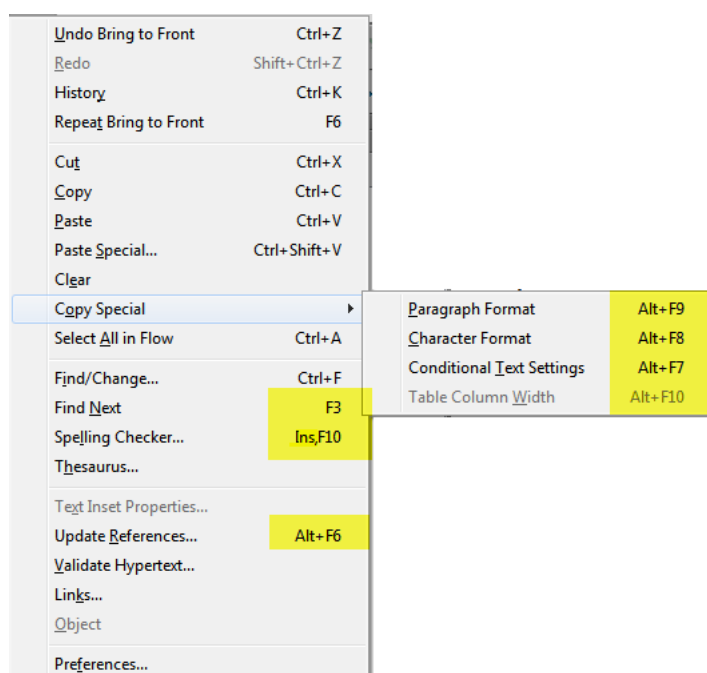 Undo Bring to Front Ctrl+Z
Redo Shift+Ctrl+Z
History Ctrl+K
Repeat Bring to Front F6
Cut Ctrl+X
Copy Ctrl+C
Paste Ctrl+V
Paste Special... Ctrl+Shift+V
Clear
Copy Special
Select All in Flow Ctrl+A
Find/Change... Ctrl+F
Find Next F3
Spelling Checker... Ins,F10
Thesaurus...
Text Inset Properties...
Update References... Alt+F6
Validate Hypertext...
Links...
Object
Preferences...
Paragraph Format Alt+F9
Character Format Alt+F8
Conditional Text Settings Alt+F7
Table Column Width Alt+F10